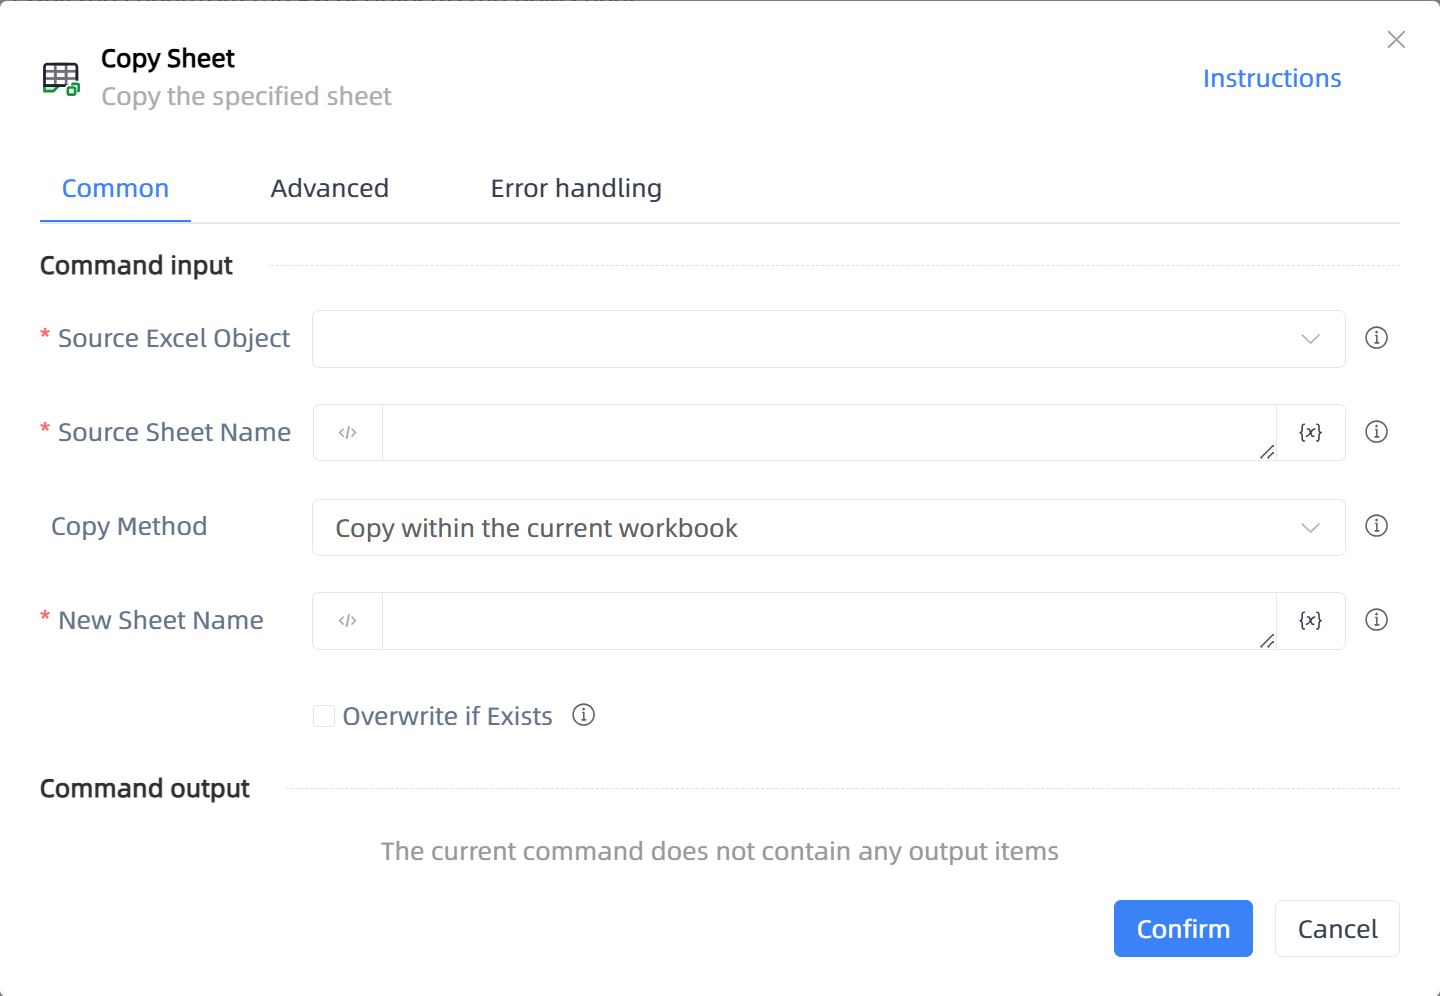 Copy Sheet
Copy the specified sheet
Instructions
Common
Advanced
Error handling
Command input
* Source Excel Object
* Source Sheet Name
</>
{x}
Copy Method
Copy within the current workbook
* New Sheet Name
</>
{x}
Overwrite if Exists
Command output
The current command does not contain any output items
Confirm
Cancel